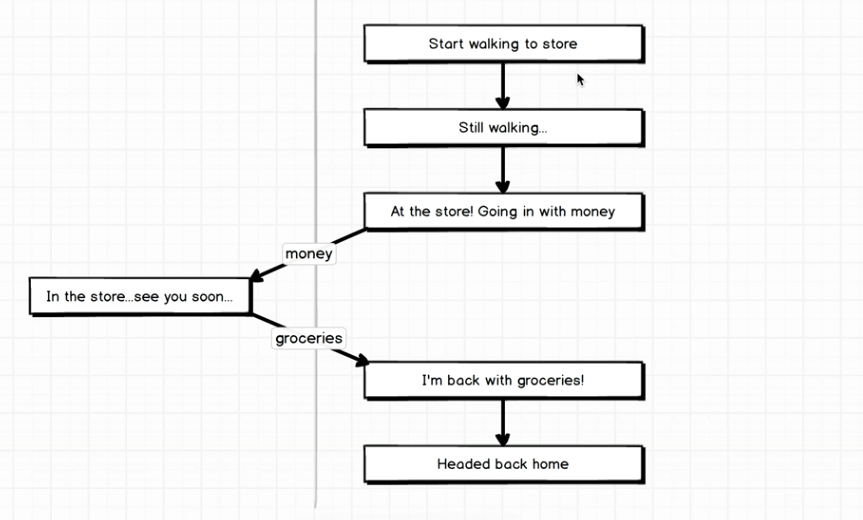 Start walking to store
Still walking...
At the store! Going in with money
money
In the store...see you soon...
groceries
I'm back with groceries!
Headed back home